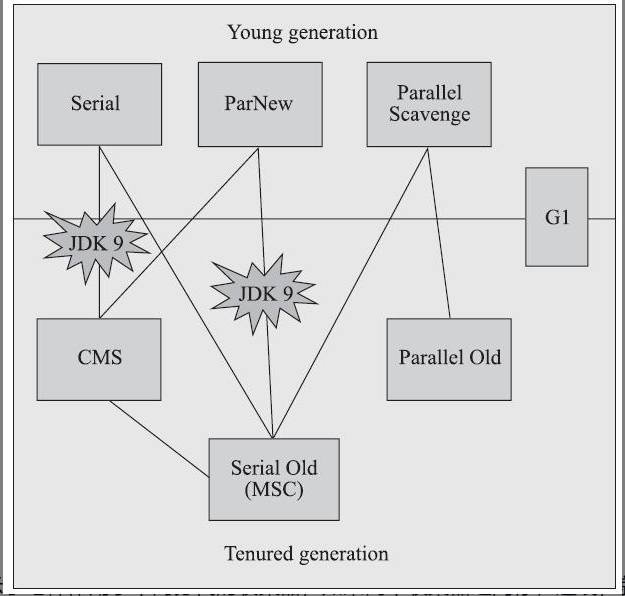 Young generation
Serial
ParNew
Parallel
Scavenge
G1
JDK 9
JDK 9
CMS
Parallel Old
Serial Old
(MSC)
Tenured generation